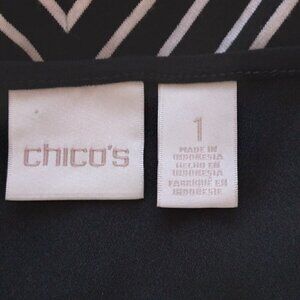 chico's
1
MADE IN
INDONESIA
HECHO EN
INDONESIA
FABRIQUE EN
INDONESIE